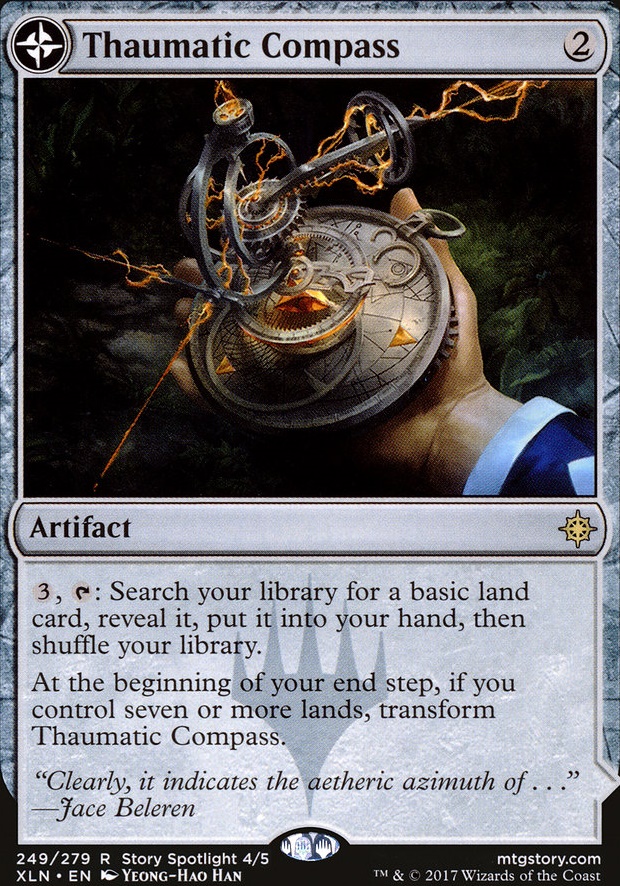 Thaumatic Compass 2
Artifact
3, : Search your library for a basic land
card, reveal it, put it into your hand, then
shuffle your library.
At the beginning of your end step, if you
control seven or more lands, transform
Thaumatic Compass.
“Clearly, it indicates the aetheric azimuth of . . .”
—Jace Beleren
249/279 R Story Spotlight 4/5
mtgstory.com
XLN • EN Yeong-Hao Han
™ & © 2017 Wizards of the Coast